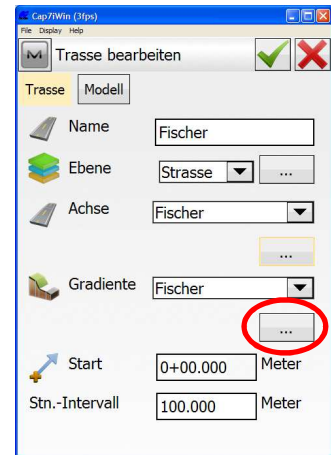 Cap7iWin (3fps)
File Display Help
M Trasse bearbeiten
Trasse Modell
Name Fischer
Ebene Strasse ...
Achse Fischer
...
Gradiente Fischer
...
Start 0+00.000 Meter
Stn.-Intervall 100.000 Meter